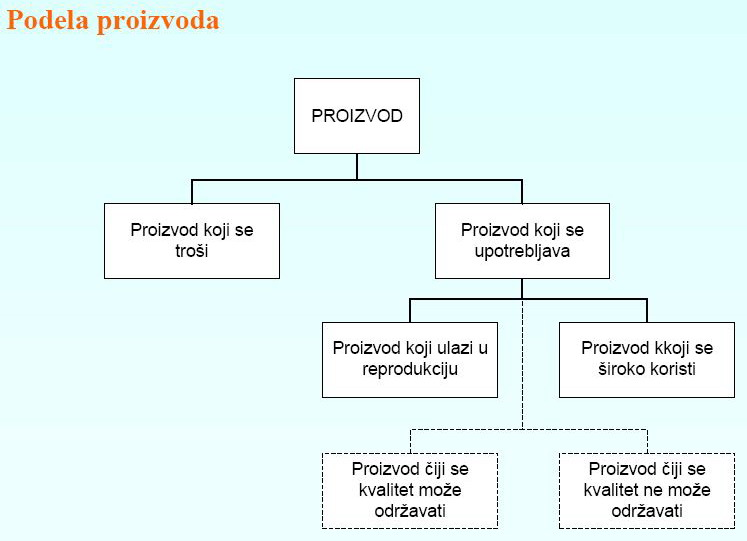 Podela proizvoda
PROIZVOD
Proizvod koji se
troši
Proizvod koji se
upotrebljava
Proizvod koji ulazi u
reprodukciju
Proizvod kkoji se
široko koristi
Proizvod čiji se
kvalitet može
održavati
Proizvod čiji se
kvalitet ne može
održavati